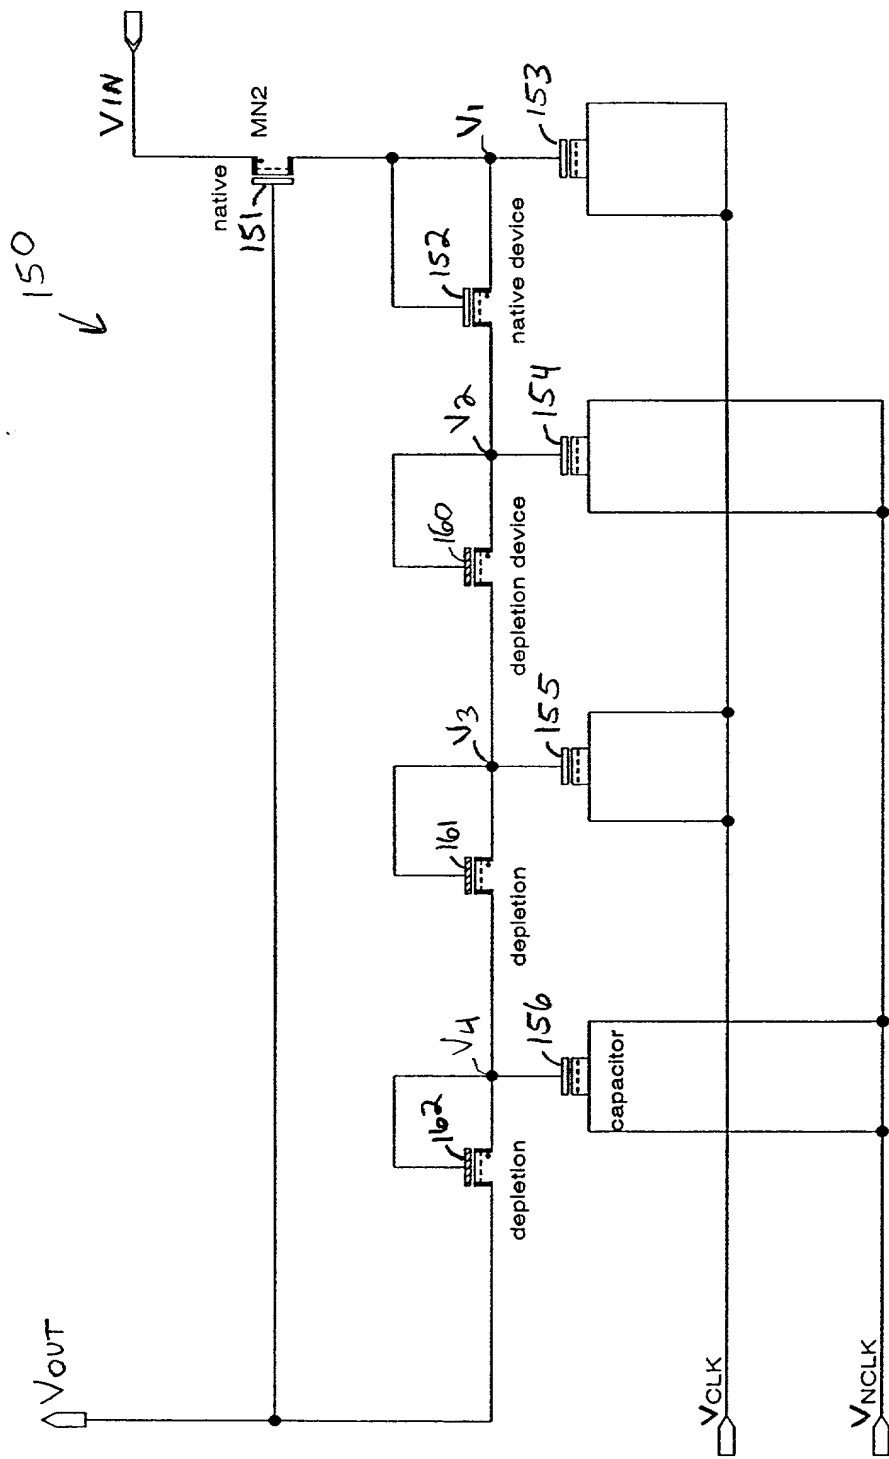 150
VIN
native
151
MN2
V1
153
152
native device
V2
154
160
depletion device
V3
155
161
depletion
V4
156
capacitor
162
depletion
VOUT
VCLK
VNCLK